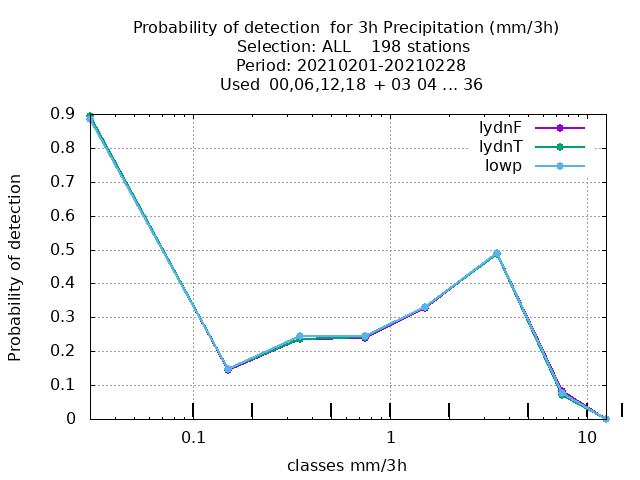 Probability of detection  for 3h Precipitation (mm/3h)
Selection: ALL    198 stations
Period: 20210201-20210228
Used  00,06,12,18  + 03 04 ... 36
lydnF
lydnT
lowp
Probability of detection
0.9
0.8
0.7
0.6
0.5
0.4
0.3
0.2
0.1
0
0.1
1
10
classes mm/3h